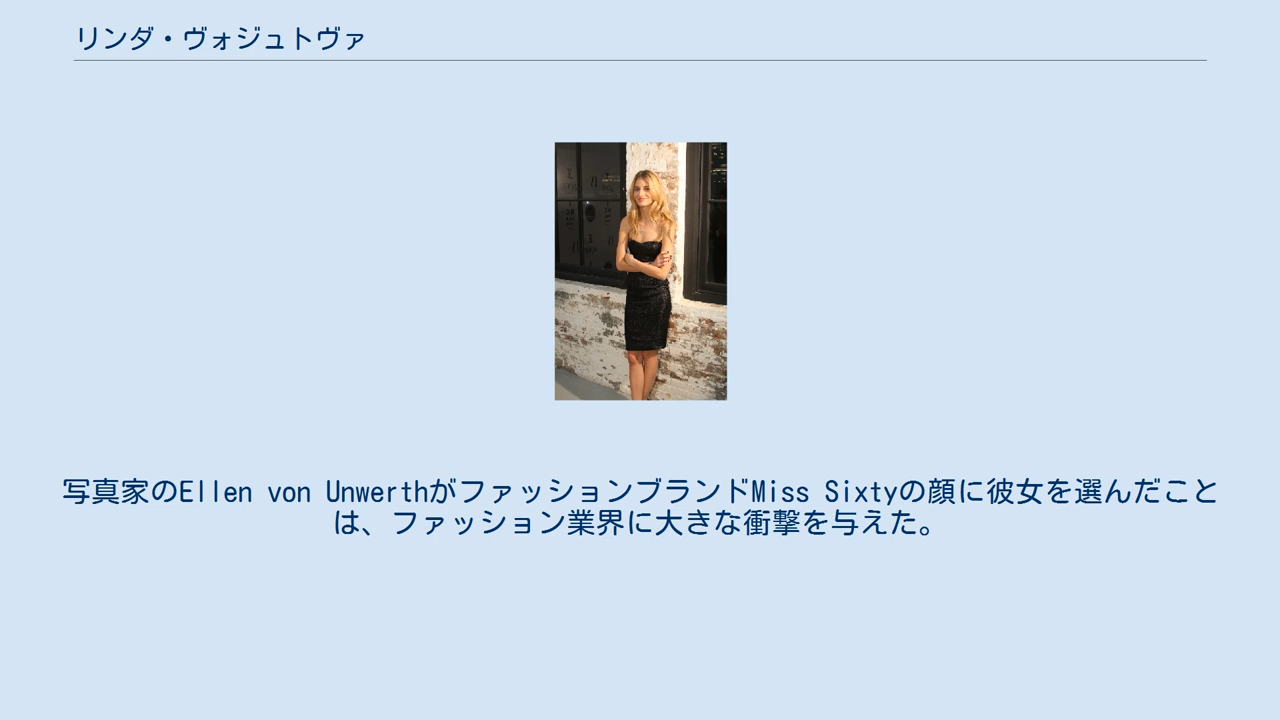 リンダ・ヴォジュトヴァ
写真家のEllen von UnwerthがファッションブランドMiss Sixtyの顔に彼女を選んだこと
は、ファッション業界に大きな衝撃を与えた。